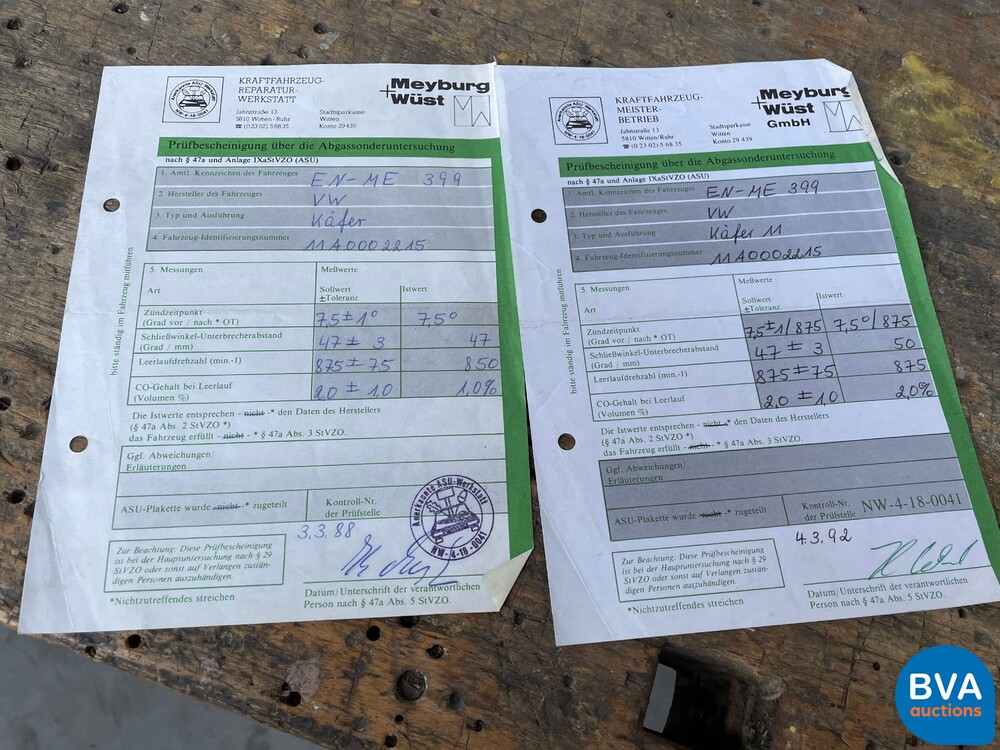 KRAFTFAHRZEUG-
REPARATUR-
WERKSTATT
Jahnstraße 13
5810 Witten/Ruhr
☎ (0 23 02) 5 68 35
Stadtsparkasse
Witten
Konto 29 439
Meyburg
+Wüst
Prüfbescheinigung über die Abgassonderuntersuchung
nach § 47a und Anlage IXaStVZO (ASU)
1. Amtl. Kennzeichen des Fahrzeuges EN-ME 399
2. Hersteller des Fahrzeuges VW
3. Typ und Ausführung Käfer
4. Fahrzeug-Identifizierungsnummer 11A0002215
5. Messungen Meßwerte
Art Sollwert Istwert
±Toleranz
Zündzeitpunkt
(Grad vor / nach * OT) 7,5 ± 1° 7,5°
Schließwinkel-Unterbrecherabstand
(Grad / mm) 47 ± 3 47
Leerlaufdrehzahl (min.-1) 875 ± 75 850
CO-Gehalt bei Leerlauf
(Volumen %) 2,0 ± 1,0 1,0%
Die Istwerte entsprechen - nicht -* den Daten des Herstellers
(§ 47a Abs. 2 StVZO *)
das Fahrzeug erfüllt - nicht - * § 47a Abs. 3 StVZO.
Ggf. Abweichungen/
Erläuterungen
ASU-Plakette wurde -nicht- * zugeteilt
Kontroll-Nr.
der Prüfstelle
Anerkannte ASU-Werkstatt
NW-4-18-0041
3.3.88
Zur Beachtung: Diese Prüfbescheinigung
ist bei der Hauptuntersuchung nach § 29
StVZO oder sonst auf Verlangen zustän-
digen Personen auszuhändigen.
*Nichtzutreffendes streichen
Datum/Unterschrift der verantwortlichen
Person nach § 47a Abs. 5 StVZO.
bitte ständig im Fahrzeug mitführen
KRAFTFAHRZEUG-
MEISTER-
BETRIEB
Jahnstraße 13
5810 Witten/Ruhr
☎ (0 23 02) 5 68 35
Stadtsparkasse
Witten
Konto 29 439
Meyburg
+Wüst
GmbH
Prüfbescheinigung über die Abgassonderuntersuchung
nach § 47a und Anlage IXaStVZO (ASU)
1. Amtl. Kennzeichen des Fahrzeuges EN-ME 399
2. Hersteller des Fahrzeuges VW
3. Typ und Ausführung Käfer 11
4. Fahrzeug-Identifizierungsnummer 11A0002215
5. Messungen Meßwerte
Art Sollwert Istwert
±Toleranz
Zündzeitpunkt
(Grad vor / nach * OT) 7,5±1/875 7,5°/875
Schließwinkel-Unterbrecherabstand
(Grad / mm) 47 ± 3 50
Leerlaufdrehzahl (min.-1) 875±75 875
CO-Gehalt bei Leerlauf
(Volumen %) 2,0 ± 1,0 2,0%
Die Istwerte entsprechen - nicht -* den Daten des Herstellers
(§ 47a Abs. 2 StVZO *)
das Fahrzeug erfüllt - nicht- * § 47a Abs. 3 StVZO.
Ggf. Abweichungen/
Erläuterungen
ASU-Plakette wurde -nicht -* zugeteilt
Kontroll-Nr.
der Prüfstelle NW-4-18-0041
4.3.92
Zur Beachtung: Diese Prüfbescheinigung
ist bei der Hauptuntersuchung nach § 29
StVZO oder sonst auf Verlangen zustän-
digen Personen auszuhändigen.
*Nichtzutreffendes streichen
Datum/Unterschrift der verantwortlichen
Person nach § 47a Abs. 5 StVZO.
bitte ständig im Fahrzeug mitführen
BVA
auctions